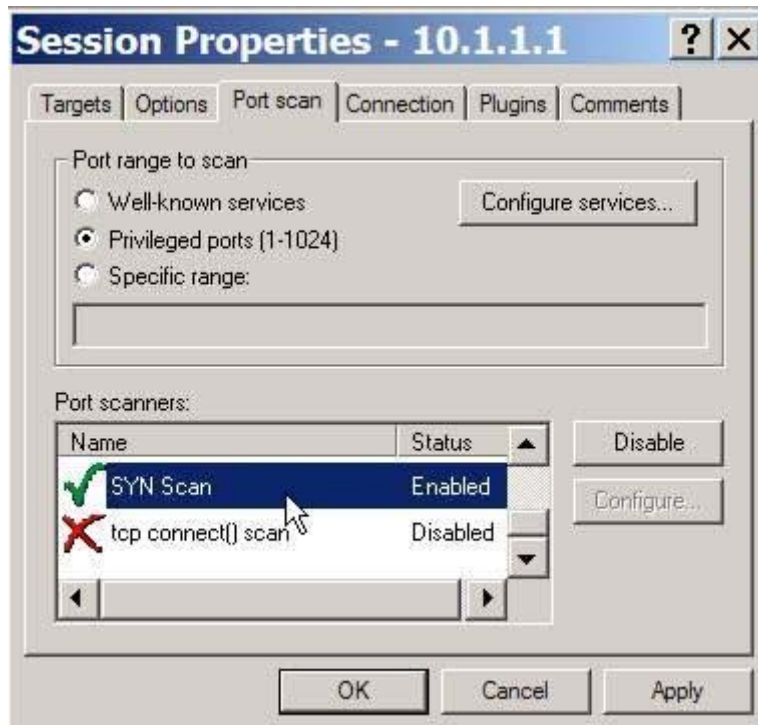 Session Properties - 10.1.1.1 ? X
Targets Options Port scan Connection Plugins Comments
Port range to scan
Well-known services Configure services...
Privileged ports (1-1024)
Specific range:
Port scanners:
Name Status Disable
SYN Scan Enabled Configure...
tcp connect() scan Disabled
OK Cancel Apply